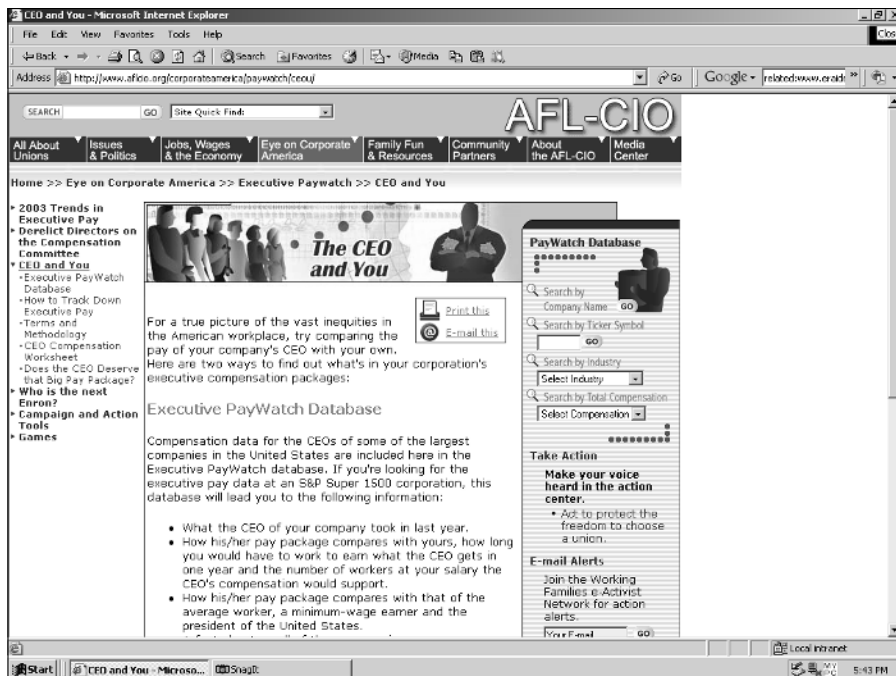 CEO and You - Microsoft Internet Explorer
File Edit View Favorites Tools Help
Clos
Back Search Favorites Media
Address http://www.aflcio.org/corporateamerica/paywatch/ceou/ Go Google related:www.eraid »
SEARCH GO Site Quick Find:
AFL-CIO
All About Unions
Issues & Politics
Jobs, Wages & the Economy
Eye on Corporate America
Family Fun & Resources
Community Partners
About the AFL-CIO
Media Center
Home >> Eye on Corporate America >> Executive Paywatch >> CEO and You
2003 Trends in
Executive Pay
Derelict Directors on
the Compensation
Committee
CEO and You
Executive PayWatch
Database
How to Track Down
Executive Pay
Terms and
Methodology
CEO Compensation
Worksheet
Does the CEO Deserve
that Big Pay Package?
Who is the next
Enron?
Campaign and Action
Tools
Games
The CEO
and You
Print this
E-mail this
For a true picture of the vast inequities in
the American workplace, try comparing the
pay of your company's CEO with your own.
Here are two ways to find out what's in your corporation's
executive compensation packages:
Executive PayWatch Database
Compensation data for the CEOs of some of the largest
companies in the United States are included here in the
Executive PayWatch database. If you're looking for the
executive pay data at an S&P Super 1500 corporation, this
database will lead you to the following information:
• What the CEO of your company took in last year.
• How his/her pay package compares with yours, how long
you would have to work to earn what the CEO gets in
one year and the number of workers at your salary the
CEO's compensation would support.
• How his/her pay package compares with that of the
average worker, a minimum-wage earner and the
president of the United States.
PayWatch Database
Search by
Company Name GO
Search by Ticker Symbol
GO
Search by Industry
Select Industry
Search by Total Compensation
Select Compensation
Take Action
Make your voice
heard in the action
center.
• Act to protect the
freedom to choose
a union.
E-mail Alerts
Join the Working
Families e-Activist
Network for action
alerts.
Your E-mail GO
Local intranet
Start CEO and You - Microso... SnagIt 5:43 PM